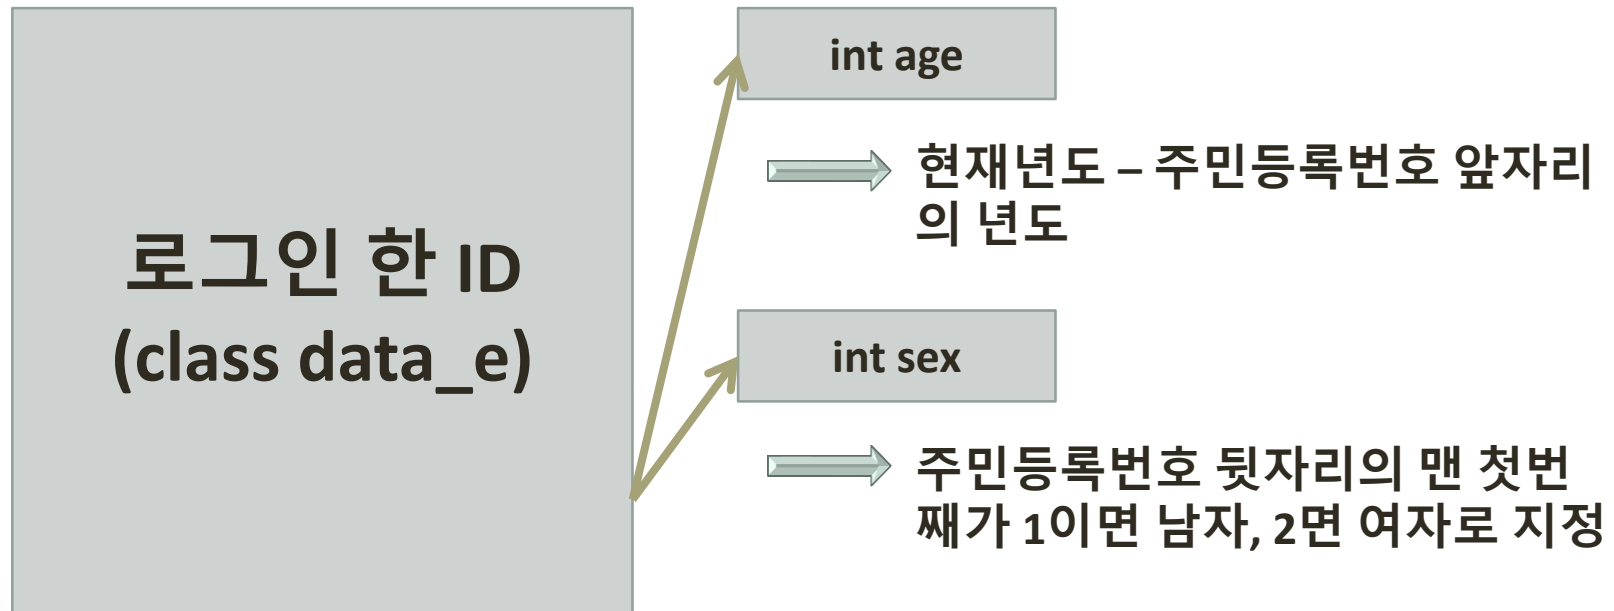 로그인 한 ID
(class data_e)
int age
현재년도 – 주민등록번호 앞자리
의 년도
int sex
주민등록번호 뒷자리의 맨 첫번
째가 1이면 남자, 2면 여자로 지정